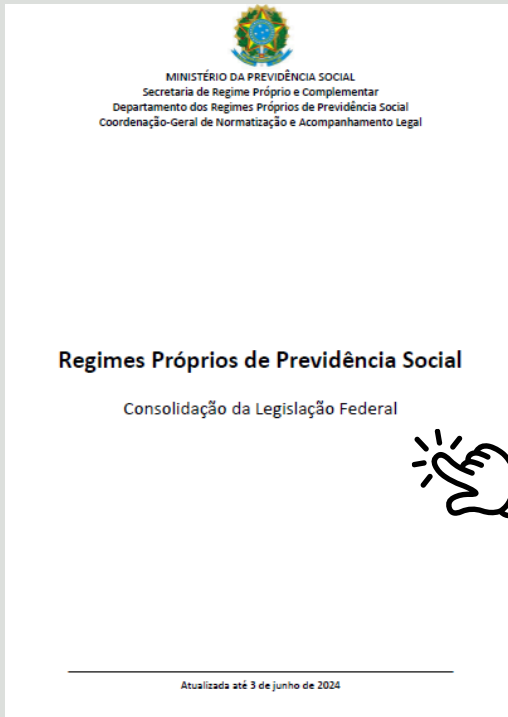 MINISTÉRIO DA PREVIDÊNCIA SOCIAL
Secretaria de Regime Próprio e Complementar
Departamento dos Regimes Próprios de Previdência Social
Coordenação-Geral de Normatização e Acompanhamento Legal
Regimes Próprios de Previdência Social
Consolidação da Legislação Federal
Atualizada até 3 de junho de 2024